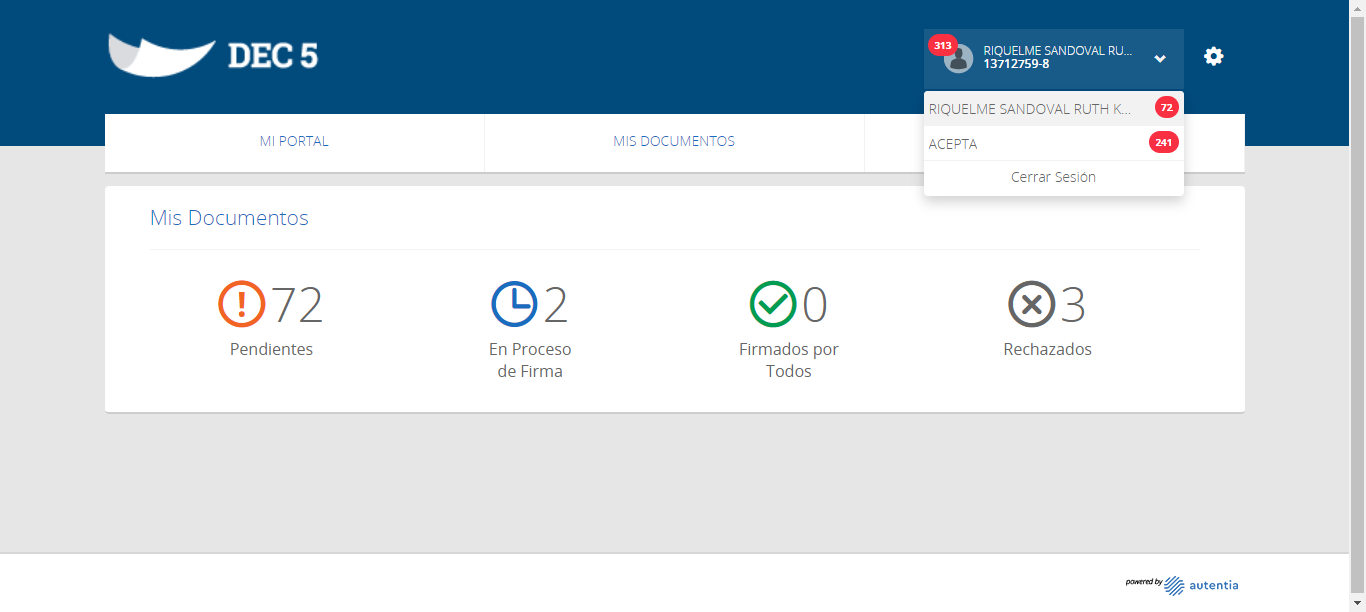 DEC 5
313
RIQUELME SANDOVAL RU...
13712759-8
RIQUELME SANDOVAL RUTH K...
72
ACEPTA
241
Cerrar Sesión
MI PORTAL
MIS DOCUMENTOS
Mis Documentos
72
Pendientes
2
En Proceso
de Firma
0
Firmados por
Todos
3
Rechazados
powered by
autentia